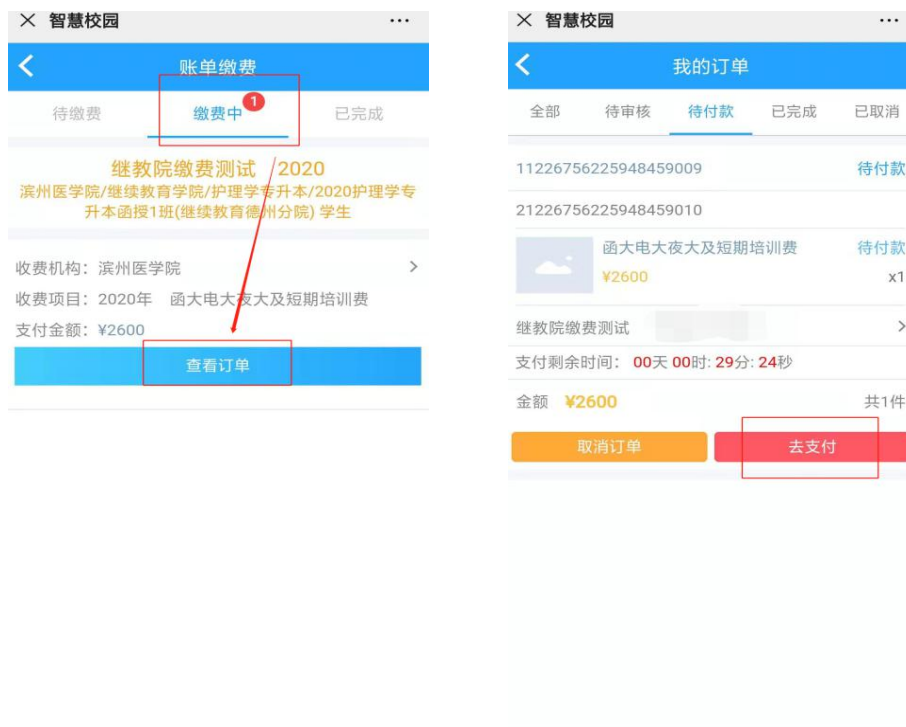 智慧校园
账单缴费
待缴费 缴费中 1 已完成
继教院缴费测试 2020
滨州医学院/继续教育学院/护理学专升本/2020护理学专
升本函授1班(继续教育德州分院) 学生
收费机构：滨州医学院
收费项目：2020年 函大电大夜大及短期培训费
支付金额：¥2600
查看订单
智慧校园
我的订单
全部 待审核 待付款 已完成 已取消
11226756225948459009 待付款
21226756225948459010
函大电大夜大及短期培训费 待付款
¥2600 x1
继教院缴费测试
支付剩余时间： 00天 00时: 29分: 24秒
金额 ¥2600 共1件
取消订单 去支付